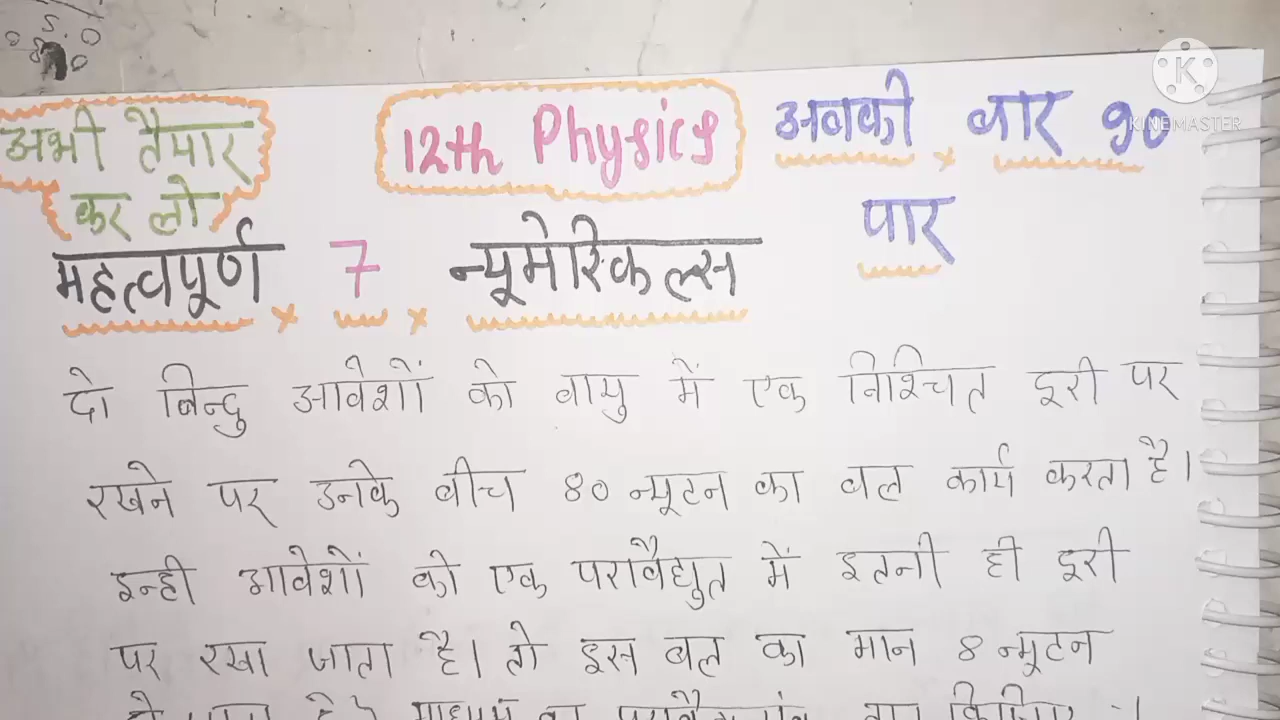 अभी तैयार
कर लो
12th Physics
अबकी बार 90
पार
महत्वपूर्ण 7 न्यूमेरिकल्स
दो बिन्दु आवेशों को वायु में एक निश्चित दूरी पर
रखने पर उनके बीच 80 न्यूटन का बल कार्य करता है।
इन्ही आवेशों को एक परावैद्युत में इतनी ही दूरी
पर रखा जाता है। तो इस बल का मान 8 न्यूटन
माध्यम का
KINEMASTER